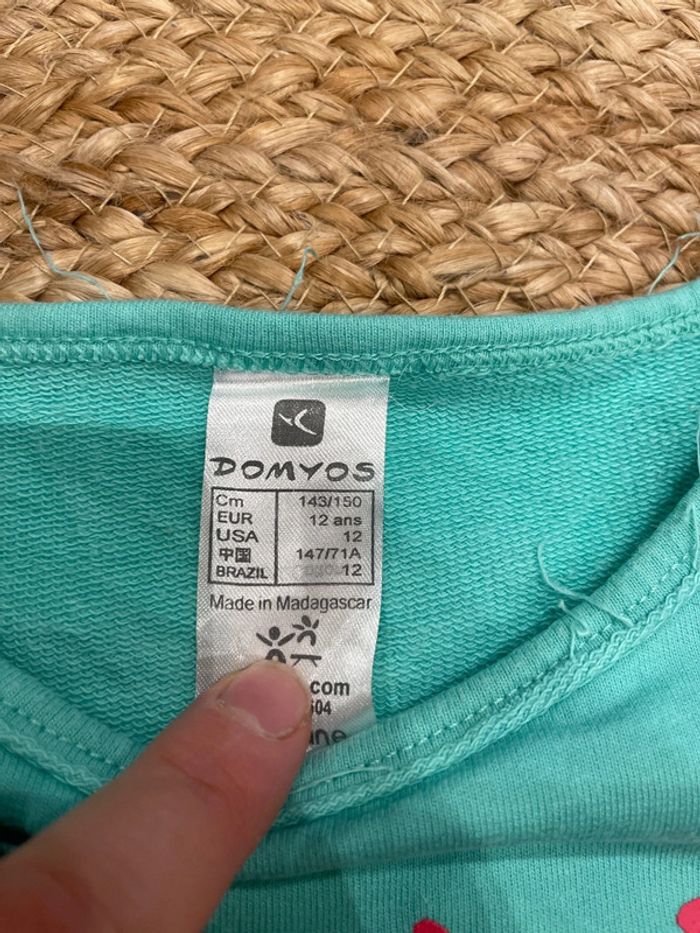 DOMYOS
Cm 143/150
EUR 12 ans
USA 12
中国 147/71A
BRAZIL 12
Made in Madagascar
.com